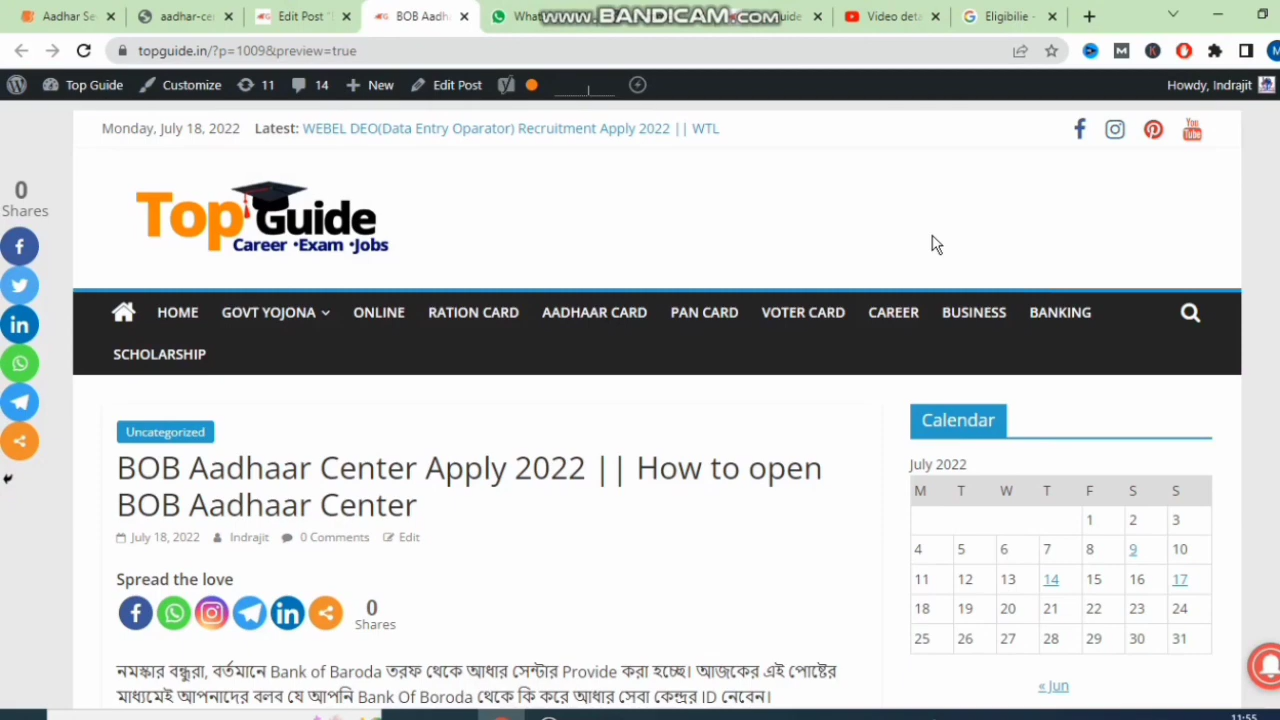 Aadhar Se
aadhar-ce
Edit Post "
BOB Aadh
What
www.BANDICAM.com
uide
Video deta
Eligibilie -
topguide.in/?p=1009&preview=true
Top Guide
Customize
11
14
New
Edit Post
Howdy, Indrajit
Monday, July 18, 2022
Latest: WEBEL DEO(Data Entry Oparator) Recruitment Apply 2022 || WTL
You
Tube
0
Shares
Top Guide
Career •Exam •Jobs
HOME
GOVT YOJONA
ONLINE
RATION CARD
AADHAAR CARD
PAN CARD
VOTER CARD
CAREER
BUSINESS
BANKING
SCHOLARSHIP
Uncategorized
BOB Aadhaar Center Apply 2022 || How to open
BOB Aadhaar Center
July 18, 2022 Indrajit 0 Comments Edit
Spread the love
0
Shares
নমস্কার বন্ধুরা, বর্তমানে Bank of Baroda তরফ থেকে আধার সেন্টার Provide করা হচ্ছে। আজকের এই পোষ্টের
মাধ্যমেই আপনাদের বলব যে আপনি Bank Of Boroda থেকে কি করে আধার সেবা কেন্দ্রর ID নেবেন।
Calendar
July 2022
M T W T F S S
1 2 3
4 5 6 7 8 9 10
11 12 13 14 15 16 17
18 19 20 21 22 23 24
25 26 27 28 29 30 31
« Jun
11:55